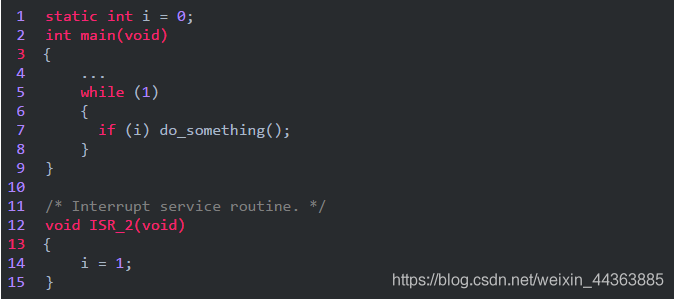 1 static int i = 0;
2 int main(void)
3 {
4     ...
5     while (1)
6     {
7       if (i) do_something();
8     }
9 }
10
11 /* Interrupt service routine. */
12 void ISR_2(void)
13 {
14     i = 1;
15 }
https://blog.csdn.net/weixin_44363885